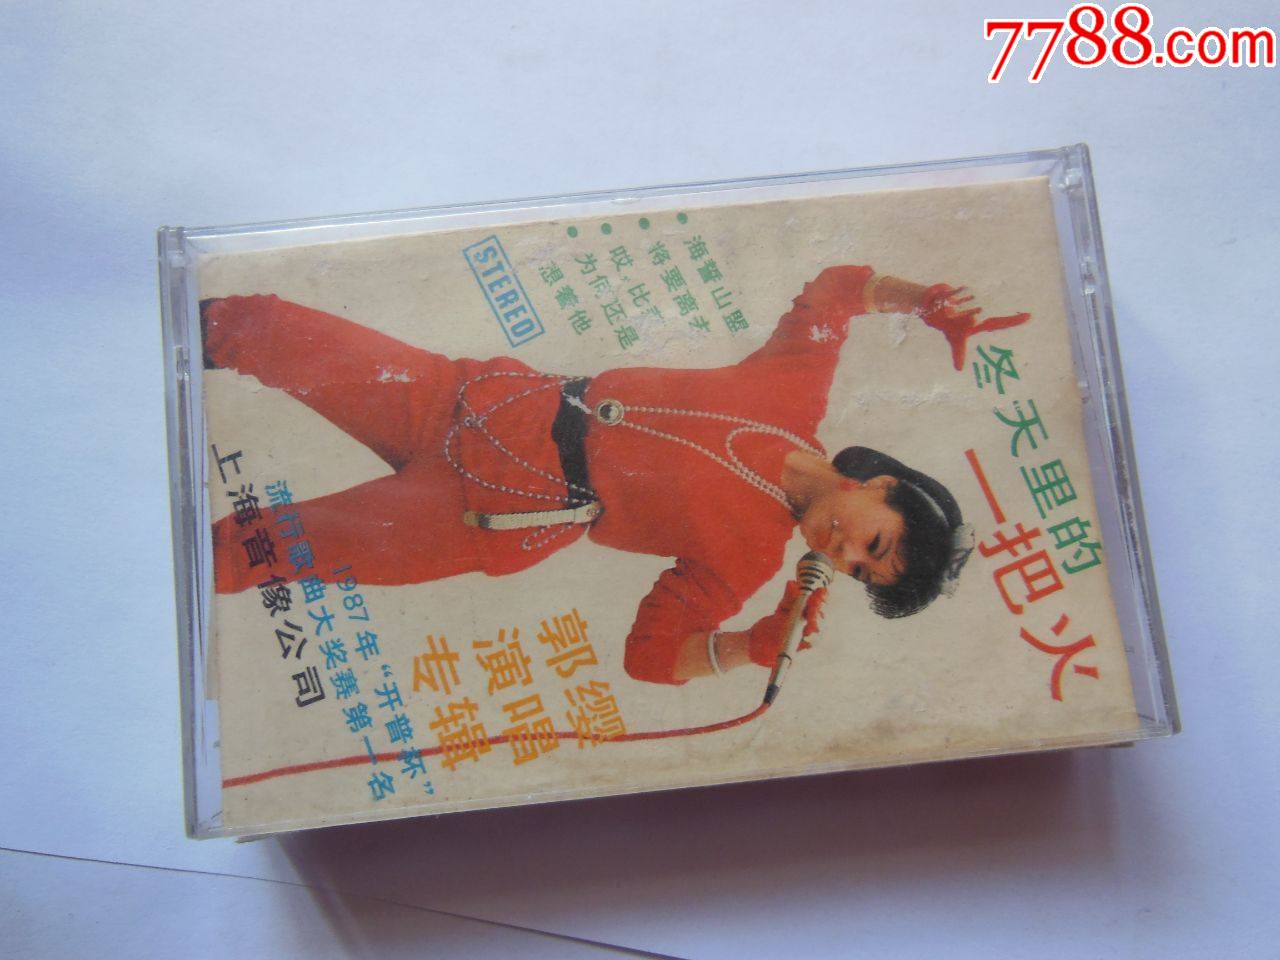 7788.com
冬天里的
一把火
海誓山盟
将要离去
哎，比
为何还是
想着他
STEREO
郭缨
演唱
专辑
1987年“开普杯”
流行歌曲大奖赛第一名
上海音像公司